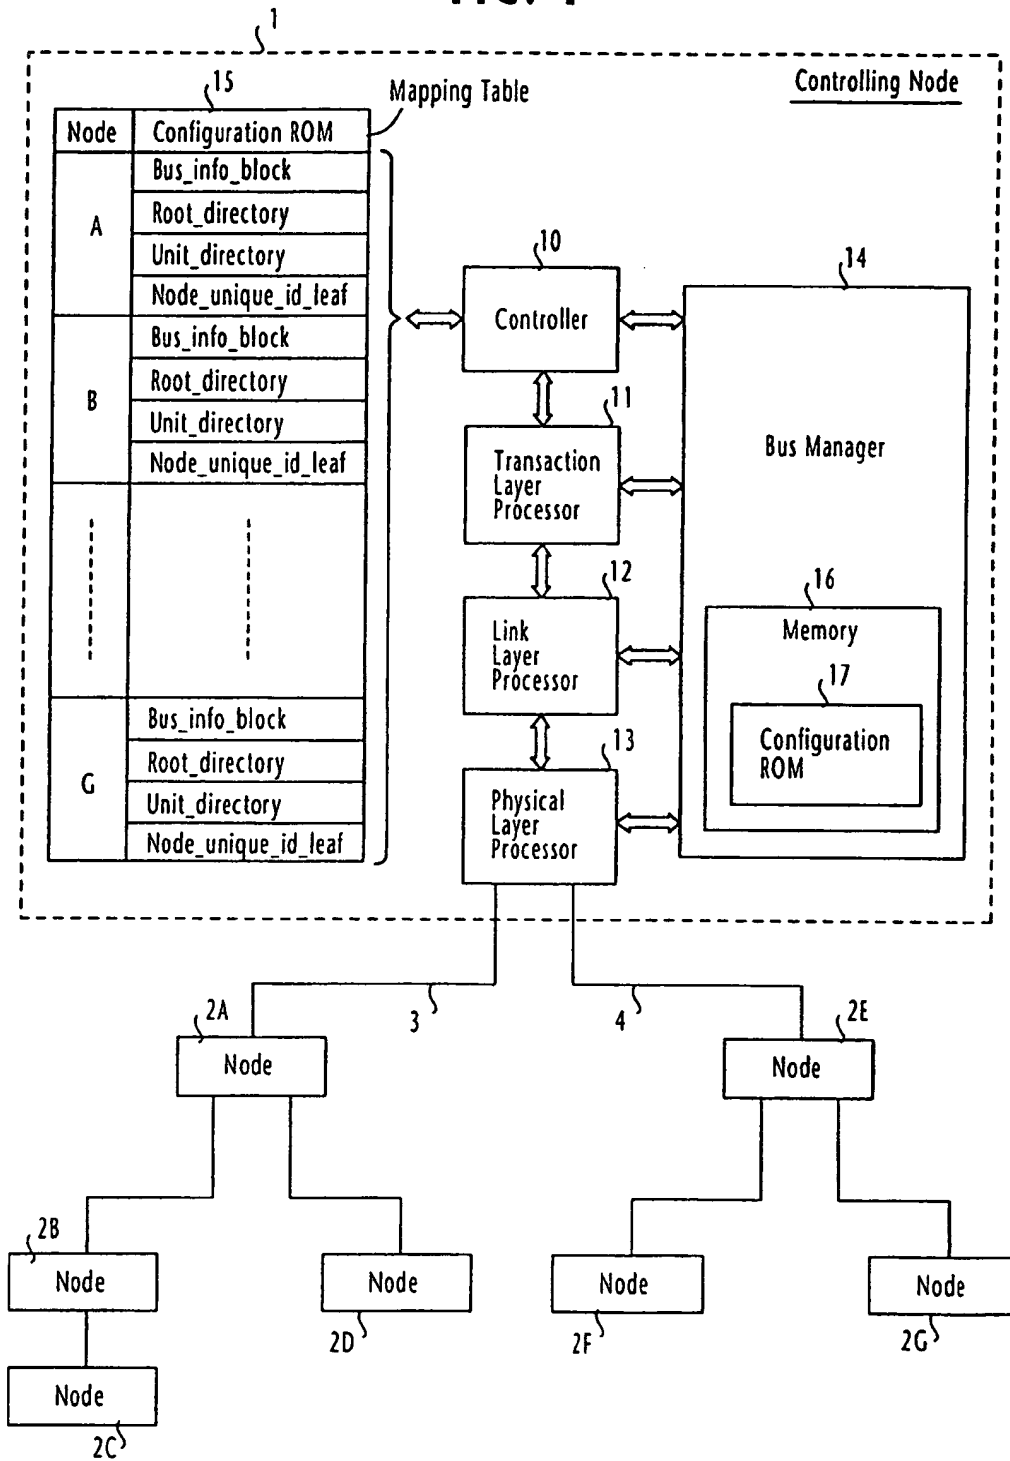 1
Controlling Node
15
Mapping Table
Node
Configuration ROM
A
Bus_info_block
Root_directory
Unit_directory
Node_unique_id_leaf
B
Bus_info_block
Root_directory
Unit_directory
Node_unique_id_leaf
G
Bus_info_block
Root_directory
Unit_directory
Node_unique_id_leaf
10
Controller
11
Transaction
Layer
Processor
12
Link
Layer
Processor
13
Physical
Layer
Processor
14
Bus Manager
16
Memory
17
Configuration
ROM
3
4
2A
Node
2E
Node
2B
Node
Node
2D
Node
2F
Node
2G
Node
2C